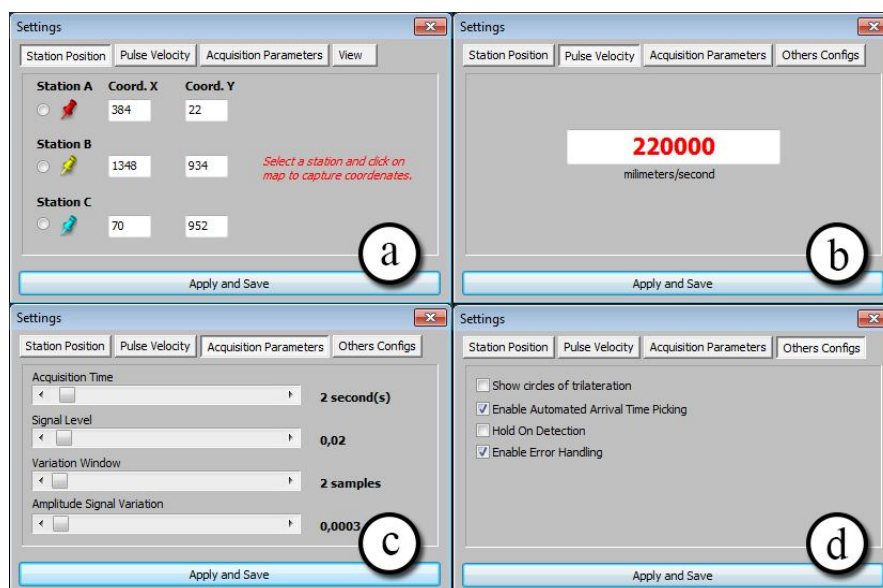 Settings
Station Position Pulse Velocity Acquisition Parameters View
Station A Coord. X Coord. Y
384 22
Station B
1348 934
Select a station and click on
map to capture coordenates.
Station C
70 952
Apply and Save
a
Settings
Station Position Pulse Velocity Acquisition Parameters Others Configs
220000
milimeters/second
Apply and Save
b
Settings
Station Position Pulse Velocity Acquisition Parameters Others Configs
Acquisition Time
2 second(s)
Signal Level
0,02
Variation Window
2 samples
Amplitude Signal Variation
0,0003
Apply and Save
c
Settings
Station Position Pulse Velocity Acquisition Parameters Others Configs
Show circles of trilateration
Enable Automated Arrival Time Picking
Hold On Detection
Enable Error Handling
Apply and Save
d